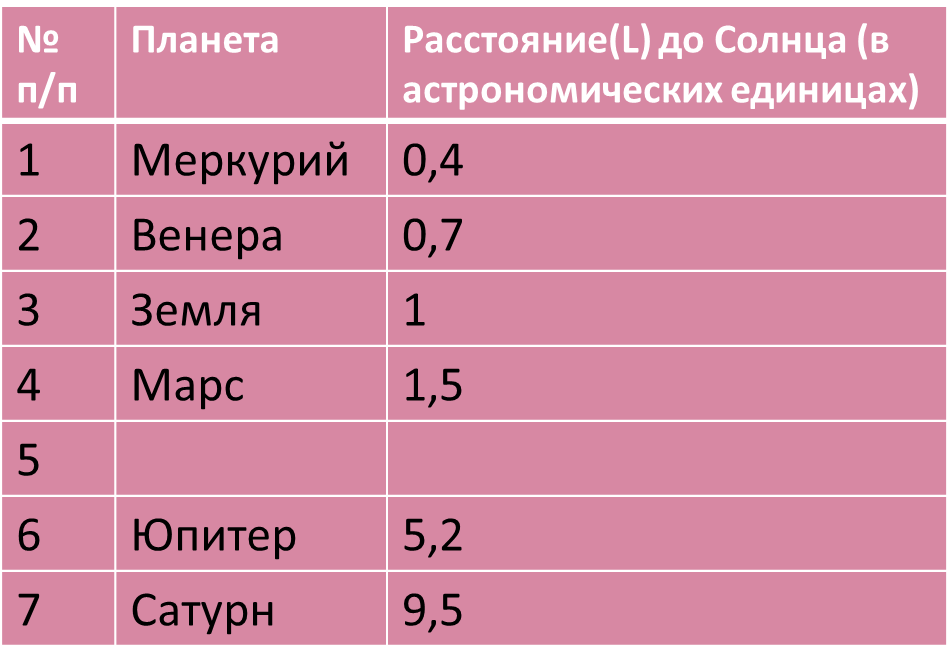 № п/п Планета Расстояние(L) до Солнца (в астрономических единицах)
1 Меркурий 0,4
2 Венера 0,7
3 Земля 1
4 Марс 1,5
5
6 Юпитер 5,2
7 Сатурн 9,5